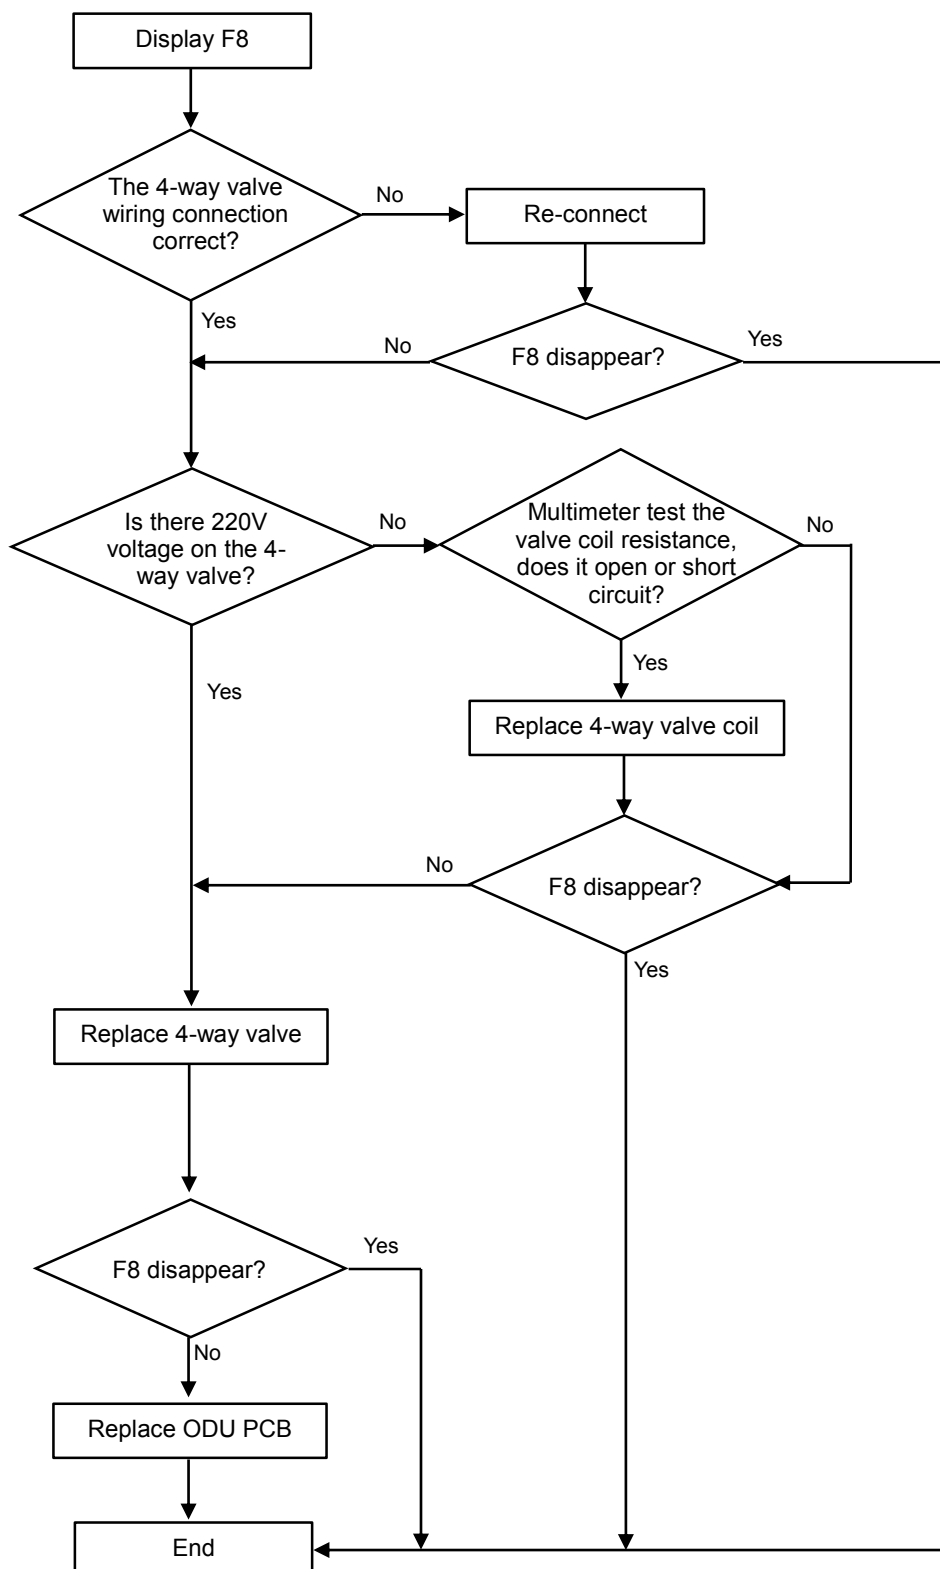 Display F8
The 4-way valve
wiring connection
correct?
No
Re-connect
Yes
No
F8 disappear?
Yes
Is there 220V
voltage on the 4-
way valve?
No
Multimeter test the
valve coil resistance,
does it open or short
circuit?
No
Yes
Yes
Replace 4-way valve coil
No
F8 disappear?
Yes
Replace 4-way valve
F8 disappear?
Yes
No
Replace ODU PCB
End